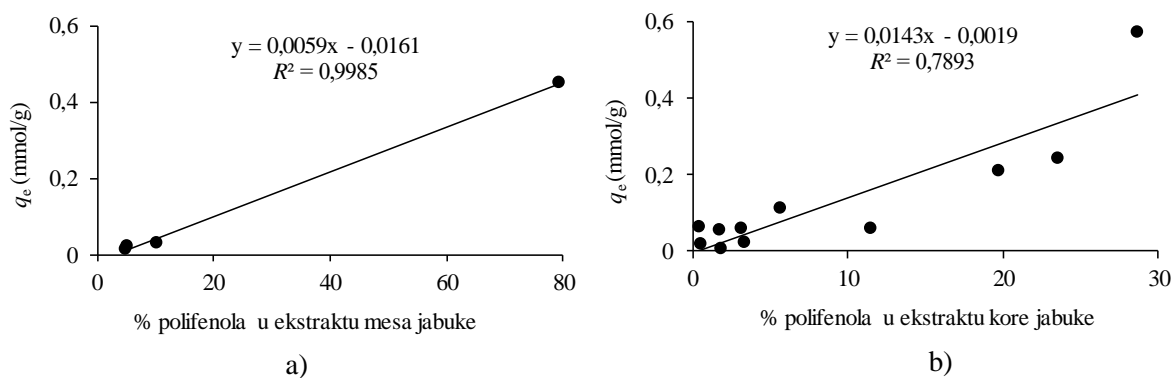 0,6
y = 0,0059x - 0,0161
R² = 0,9985
0,4
qe (mmol/g)
0,2
0
0 20 40 60 80
% polifenola u ekstraktu mesa jabuke
a)
0,6
y = 0,0143x - 0,0019
R² = 0,7893
0,4
qe (mmol/g)
0,2
0
0 10 20 30
% polifenola u ekstraktu kore jabuke
b)